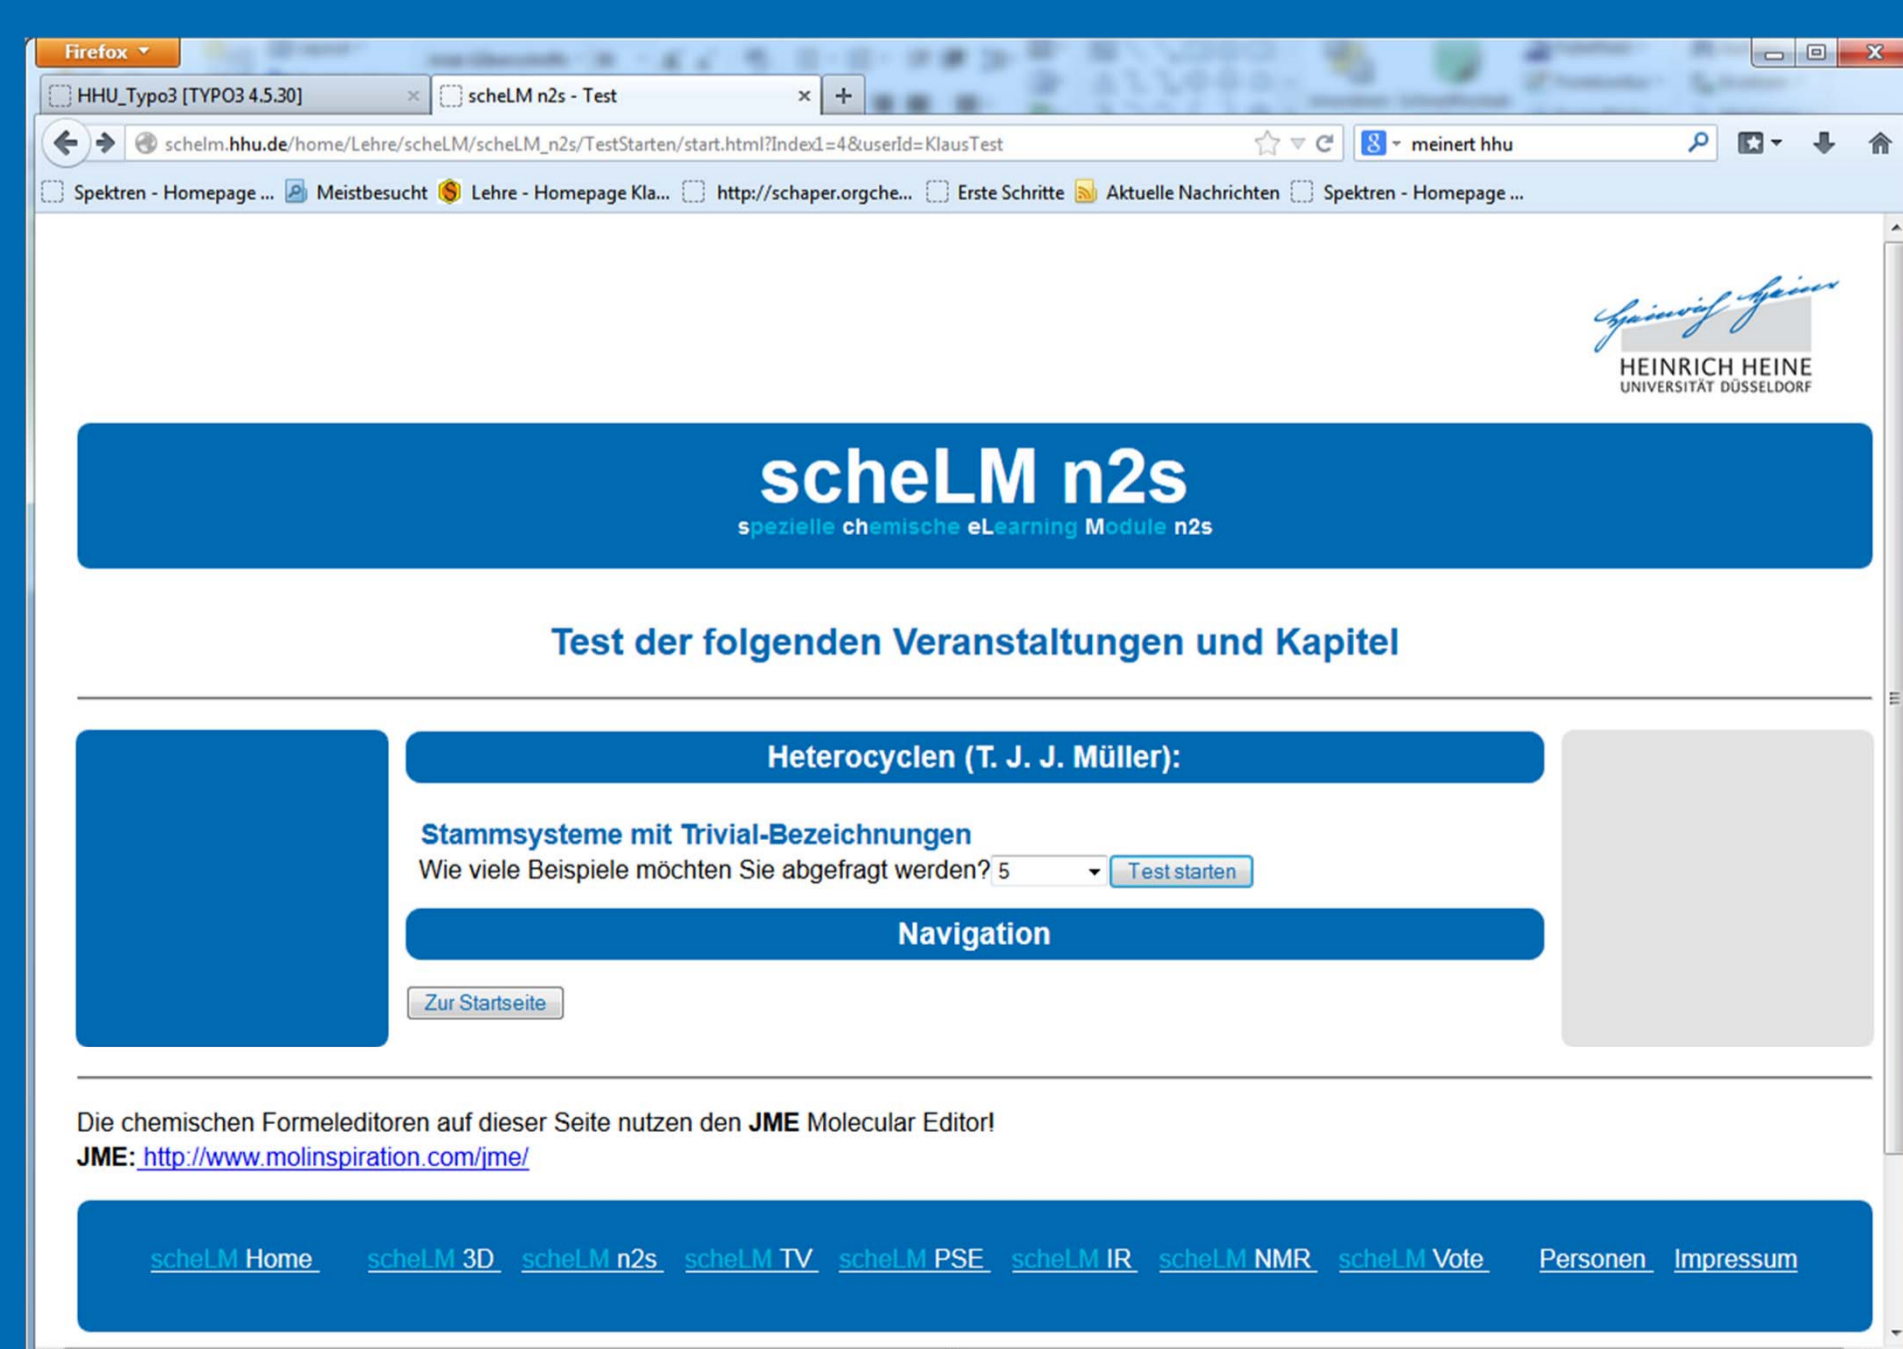 Firefox
HHU_Typo3 [TYPO3 4.5.30]
scheLM n2s - Test
schelm.hhu.de/home/Lehre/scheLM/scheLM_n2s/TestStarten/start.html?Index1=4&userId=KlausTest
meinert hhu
Spektren - Homepage ... Meistbesucht Lehre - Homepage Kla... http://schaper.orgche... Erste Schritte Aktuelle Nachrichten Spektren - Homepage ...
Heinrich Heine
HEINRICH HEINE
UNIVERSITÄT DÜSSELDORF
scheLM n2s
spezielle chemische eLearning Module n2s
Test der folgenden Veranstaltungen und Kapitel
Heterocyclen (T. J. J. Müller):
Stammsysteme mit Trivial-Bezeichnungen
Wie viele Beispiele möchten Sie abgefragt werden? 5 Test starten
Navigation
Zur Startseite
Die chemischen Formeleditoren auf dieser Seite nutzen den JME Molecular Editor!
JME: http://www.molinspiration.com/jme/
scheLM Home scheLM 3D scheLM n2s scheLM TV scheLM PSE scheLM IR scheLM NMR scheLM Vote Personen Impressum